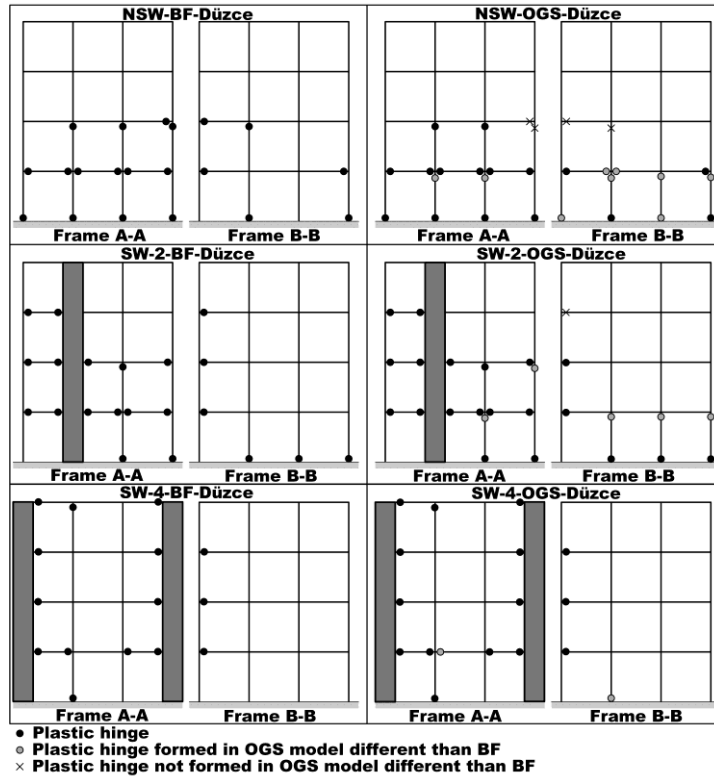 NSW-BF-Düzce
NSW-OGS-Düzce
Frame A-A
Frame B-B
Frame A-A
Frame B-B
SW-2-BF-Düzce
SW-2-OGS-Düzce
Frame A-A
Frame B-B
Frame A-A
Frame B-B
SW-4-BF-Düzce
SW-4-OGS-Düzce
Frame A-A
Frame B-B
Frame A-A
Frame B-B
Plastic hinge
Plastic hinge formed in OGS model different than BF
Plastic hinge not formed in OGS model different than BF